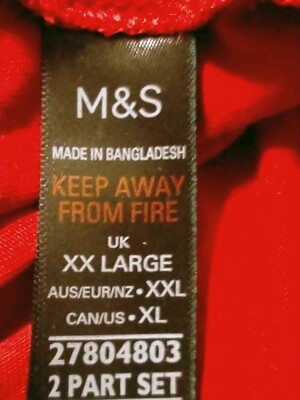 M&S
MADE IN BANGLADESH
KEEP AWAY
FROM FIRE
UK
XX LARGE
AUS/EUR/NZ • XXL
CAN/US • XL
27804803
2 PART SET